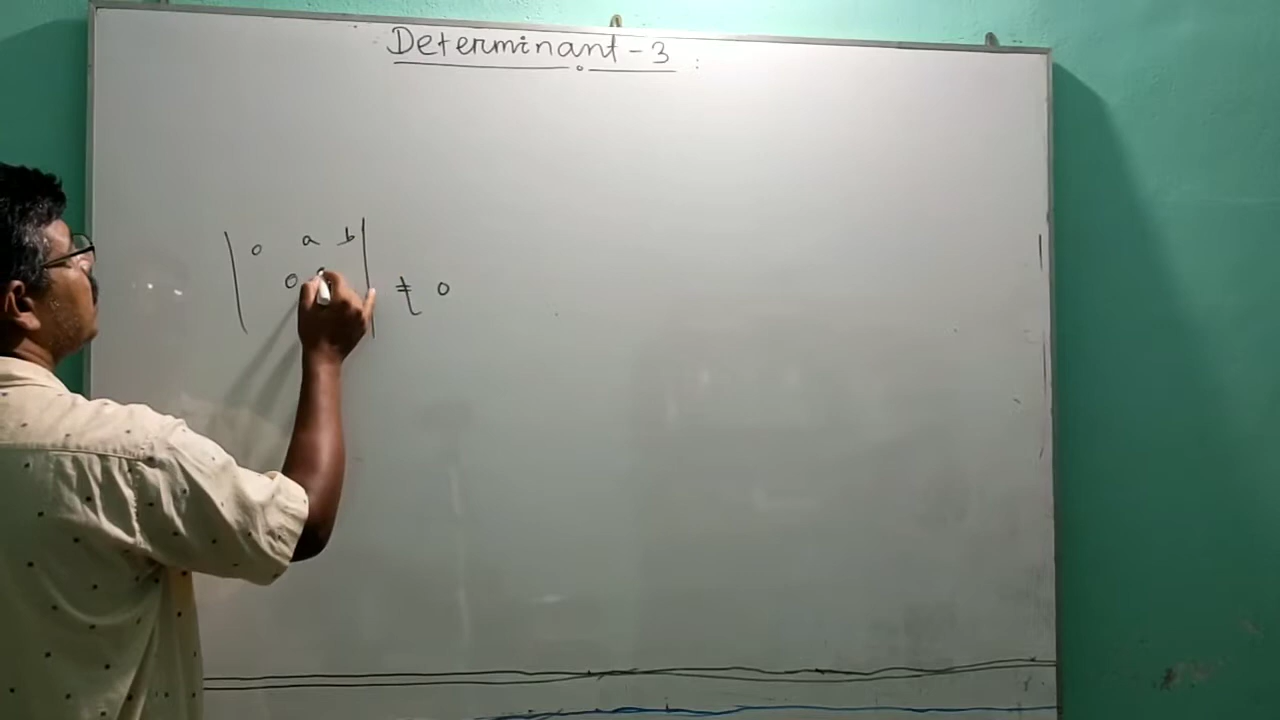 Determinant - 3 :
| 0 a b |
0 ≠ 0